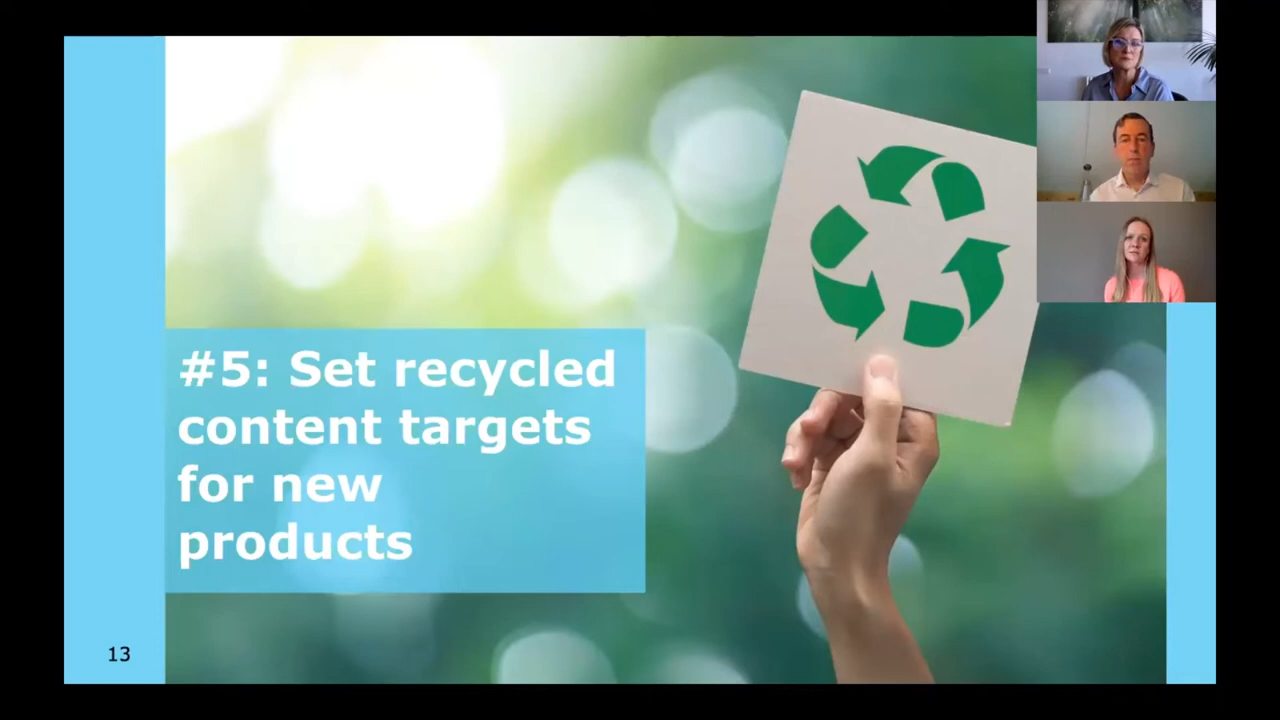 #5: Set recycled
content targets
for new
products
13